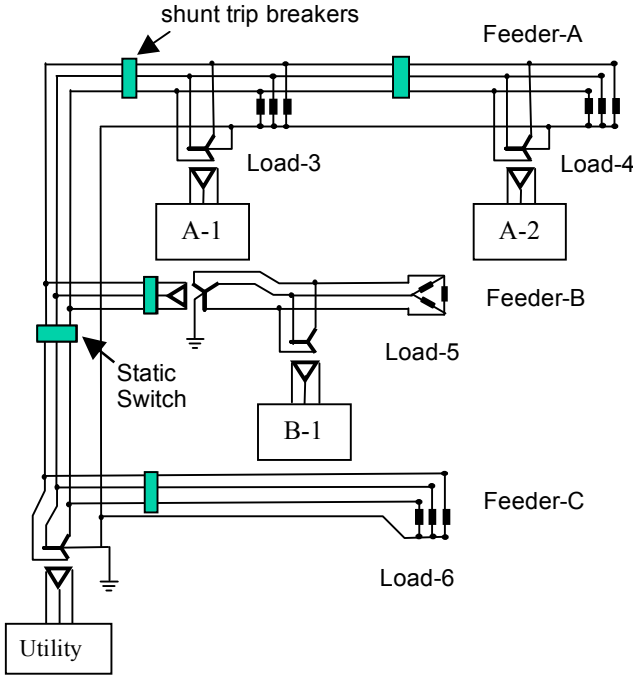 shunt trip breakers
Feeder-A
Load-3
Load-4
A-1
A-2
Feeder-B
Load-5
Static
Switch
B-1
Feeder-C
Load-6
Utility